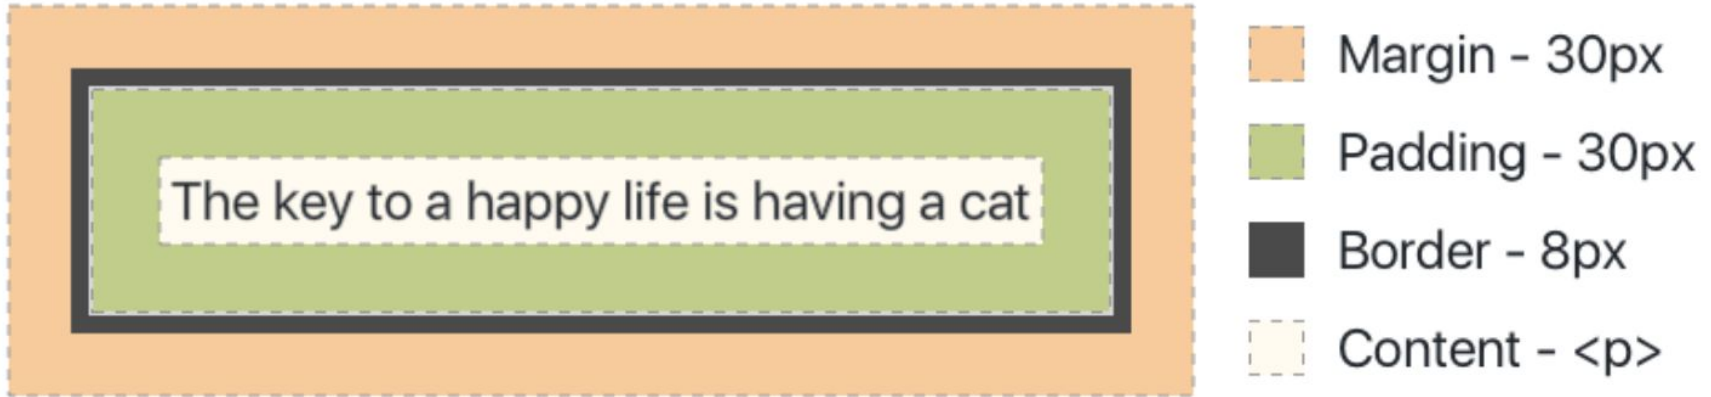 The key to a happy life is having a cat
Margin - 30px
Padding - 30px
Border - 8px
Content - <p>